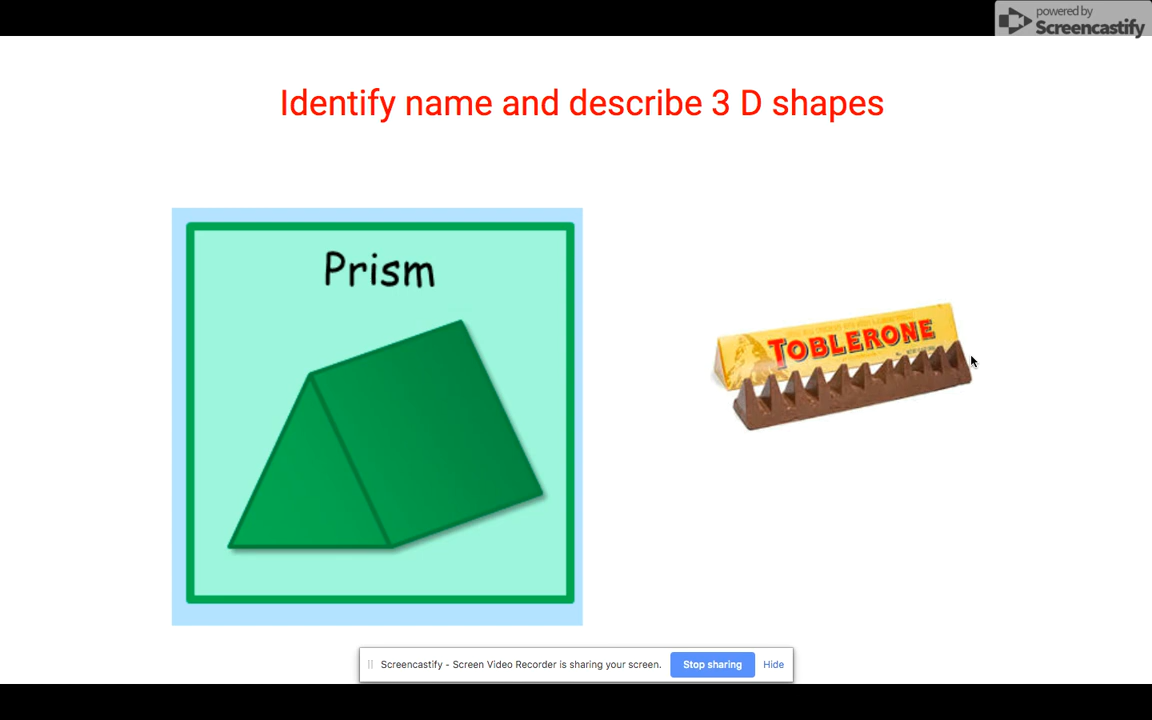 powered by
Screencastify
Identify name and describe 3 D shapes
Prism
TOBLERONE
Screencastify - Screen Video Recorder is sharing your screen.
Stop sharing
Hide